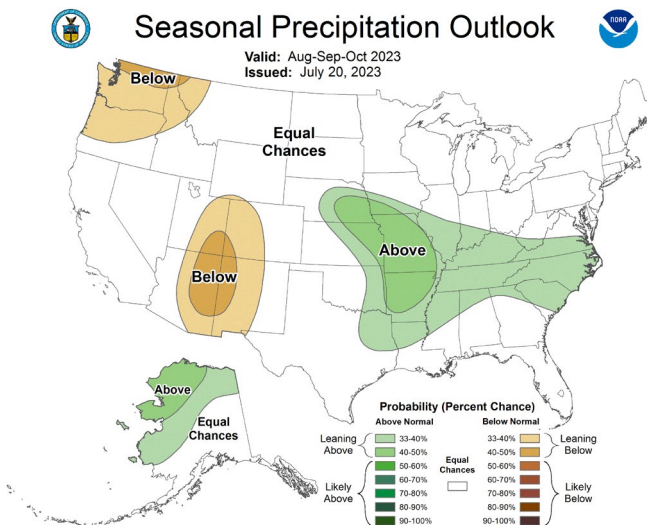 Seasonal Precipitation Outlook
Valid: Aug-Sep-Oct 2023
Issued: July 20, 2023
NOAA
Below
Equal
Chances
Above
Below
Above
Equal
Chances
Probability (Percent Chance)
Above Normal
Below Normal
Leaning
Above
33-40%
40-50%
Likely
Above
50-60%
60-70%
70-80%
80-90%
90-100%
Equal
Chances
33-40%
40-50%
Leaning
Below
50-60%
60-70%
70-80%
80-90%
90-100%
Likely
Below